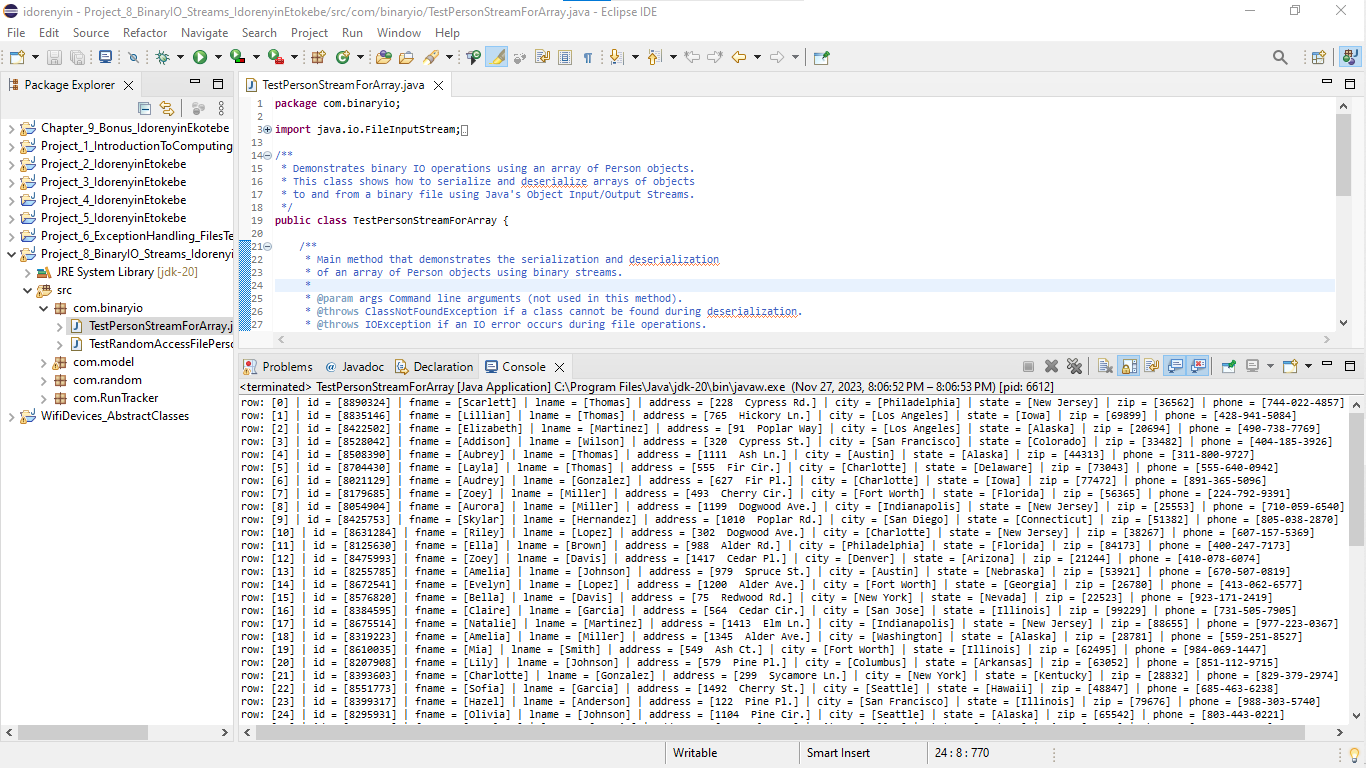 idorenyin - Project_8_BinaryIO_Streams_IdorenyinEtokebe/src/com/binaryio/TestPersonStreamForArray.java - Eclipse IDE
File Edit Source Refactor Navigate Search Project Run Window Help
Package Explorer
Chapter_9_Bonus_IdorenyinEkotebe
Project_1_IntroductionToComputing
Project_2_IdorenyinEtokebe
Project_3_IdorenyinEtokebe
Project_4_IdorenyinEtokebe
Project_5_IdorenyinEtokebe
Project_6_ExceptionHandling_FilesTe
Project_8_BinaryIO_Streams_Idorenyi
JRE System Library [jdk-20]
src
com.binaryio
TestPersonStreamForArray.j
TestRandomAccessFilePerso
com.model
com.random
com.RunTracker
WifiDevices_AbstractClasses
TestPersonStreamForArray.java
1 package com.binaryio;
2
3 import java.io.FileInputStream;
13
14 /**
15 * Demonstrates binary IO operations using an array of Person objects.
16 * This class shows how to serialize and deserialize arrays of objects
17 * to and from a binary file using Java's Object Input/Output Streams.
18 */
19 public class TestPersonStreamForArray {
20
21 /**
22 * Main method that demonstrates the serialization and deserialization
23 * of an array of Person objects using binary streams.
24 *
25 * @param args Command line arguments (not used in this method).
26 * @throws ClassNotFoundException if a class cannot be found during deserialization.
27 * @throws IOException if an IO error occurs during file operations.
Problems Javadoc Declaration Console
<terminated> TestPersonStreamForArray [Java Application] C:\Program Files\Java\jdk-20\bin\javaw.exe (Nov 27, 2023, 8:06:52 PM – 8:06:53 PM) [pid: 6612]
row: [0] | id = [8890324] | fname = [Scarlett] | lname = [Thomas] | address = [228  Cypress Rd.] | city = [Philadelphia] | state = [New Jersey] | zip = [36562] | phone = [744-022-4857]
row: [1] | id = [8835146] | fname = [Lillian] | lname = [Thomas] | address = [765  Hickory Ln.] | city = [Los Angeles] | state = [Iowa] | zip = [69899] | phone = [428-941-5084]
row: [2] | id = [8422502] | fname = [Elizabeth] | lname = [Martinez] | address = [91  Poplar Way] | city = [Los Angeles] | state = [Alaska] | zip = [20694] | phone = [490-738-7769]
row: [3] | id = [8528042] | fname = [Addison] | lname = [Wilson] | address = [320  Cypress St.] | city = [San Francisco] | state = [Colorado] | zip = [33482] | phone = [404-185-3926]
row: [4] | id = [8508390] | fname = [Aubrey] | lname = [Thomas] | address = [1111  Ash Ln.] | city = [Austin] | state = [Alaska] | zip = [44313] | phone = [311-800-9727]
row: [5] | id = [8704430] | fname = [Layla] | lname = [Thomas] | address = [555  Fir Cir.] | city = [Charlotte] | state = [Delaware] | zip = [73043] | phone = [555-640-0942]
row: [6] | id = [8021129] | fname = [Audrey] | lname = [Gonzalez] | address = [627  Fir Pl.] | city = [Charlotte] | state = [Iowa] | zip = [77472] | phone = [891-365-5096]
row: [7] | id = [8179685] | fname = [Zoey] | lname = [Miller] | address = [493  Cherry Cir.] | city = [Fort Worth] | state = [Florida] | zip = [56365] | phone = [224-792-9391]
row: [8] | id = [8054904] | fname = [Aurora] | lname = [Miller] | address = [1199  Dogwood Ave.] | city = [Indianapolis] | state = [New Jersey] | zip = [25553] | phone = [710-059-6540]
row: [9] | id = [8425753] | fname = [Skylar] | lname = [Hernandez] | address = [1010  Poplar Rd.] | city = [San Diego] | state = [Connecticut] | zip = [51382] | phone = [805-038-2870]
row: [10] | id = [8631284] | fname = [Riley] | lname = [Lopez] | address = [302  Dogwood Ave.] | city = [Charlotte] | state = [New Jersey] | zip = [38267] | phone = [607-157-5369]
row: [11] | id = [8125630] | fname = [Ella] | lname = [Brown] | address = [988  Alder Rd.] | city = [Philadelphia] | state = [Florida] | zip = [84173] | phone = [400-247-7173]
row: [12] | id = [8475993] | fname = [Zoey] | lname = [Davis] | address = [1417  Cedar Pl.] | city = [Denver] | state = [Arizona] | zip = [21244] | phone = [410-078-6074]
row: [13] | id = [8255785] | fname = [Amelia] | lname = [Johnson] | address = [979  Spruce St.] | city = [Austin] | state = [Nebraska] | zip = [53921] | phone = [670-507-0819]
row: [14] | id = [8672541] | fname = [Evelyn] | lname = [Lopez] | address = [1200  Alder Ave.] | city = [Fort Worth] | state = [Georgia] | zip = [26780] | phone = [413-062-6577]
row: [15] | id = [8576820] | fname = [Bella] | lname = [Davis] | address = [75  Redwood Rd.] | city = [New York] | state = [Nevada] | zip = [22523] | phone = [923-171-2419]
row: [16] | id = [8384595] | fname = [Claire] | lname = [Garcia] | address = [564  Cedar Cir.] | city = [San Jose] | state = [Illinois] | zip = [99229] | phone = [731-505-7905]
row: [17] | id = [8675514] | fname = [Natalie] | lname = [Martinez] | address = [1413  Elm Ln.] | city = [Indianapolis] | state = [New Jersey] | zip = [88655] | phone = [977-223-0367]
row: [18] | id = [8319223] | fname = [Amelia] | lname = [Miller] | address = [1345  Alder Ave.] | city = [Washington] | state = [Alaska] | zip = [28781] | phone = [559-251-8527]
row: [19] | id = [8610035] | fname = [Mia] | lname = [Smith] | address = [549  Ash Ct.] | city = [Fort Worth] | state = [Illinois] | zip = [62495] | phone = [984-069-1447]
row: [20] | id = [8207908] | fname = [Lily] | lname = [Johnson] | address = [579  Pine Pl.] | city = [Columbus] | state = [Arkansas] | zip = [63052] | phone = [851-112-9715]
row: [21] | id = [8393603] | fname = [Charlotte] | lname = [Gonzalez] | address = [299  Sycamore Ln.] | city = [New York] | state = [Kentucky] | zip = [28832] | phone = [829-379-2974]
row: [22] | id = [8551773] | fname = [Sofia] | lname = [Garcia] | address = [1492  Cherry St.] | city = [Seattle] | state = [Hawaii] | zip = [48847] | phone = [685-463-6238]
row: [23] | id = [8399317] | fname = [Hazel] | lname = [Anderson] | address = [122  Pine Pl.] | city = [San Francisco] | state = [Illinois] | zip = [79676] | phone = [988-303-5740]
row: [24] | id = [8295931] | fname = [Olivia] | lname = [Johnson] | address = [1104  Pine Cir.] | city = [Seattle] | state = [Alaska] | zip = [65542] | phone = [803-443-0221]
Writable Smart Insert 24 : 8 : 770